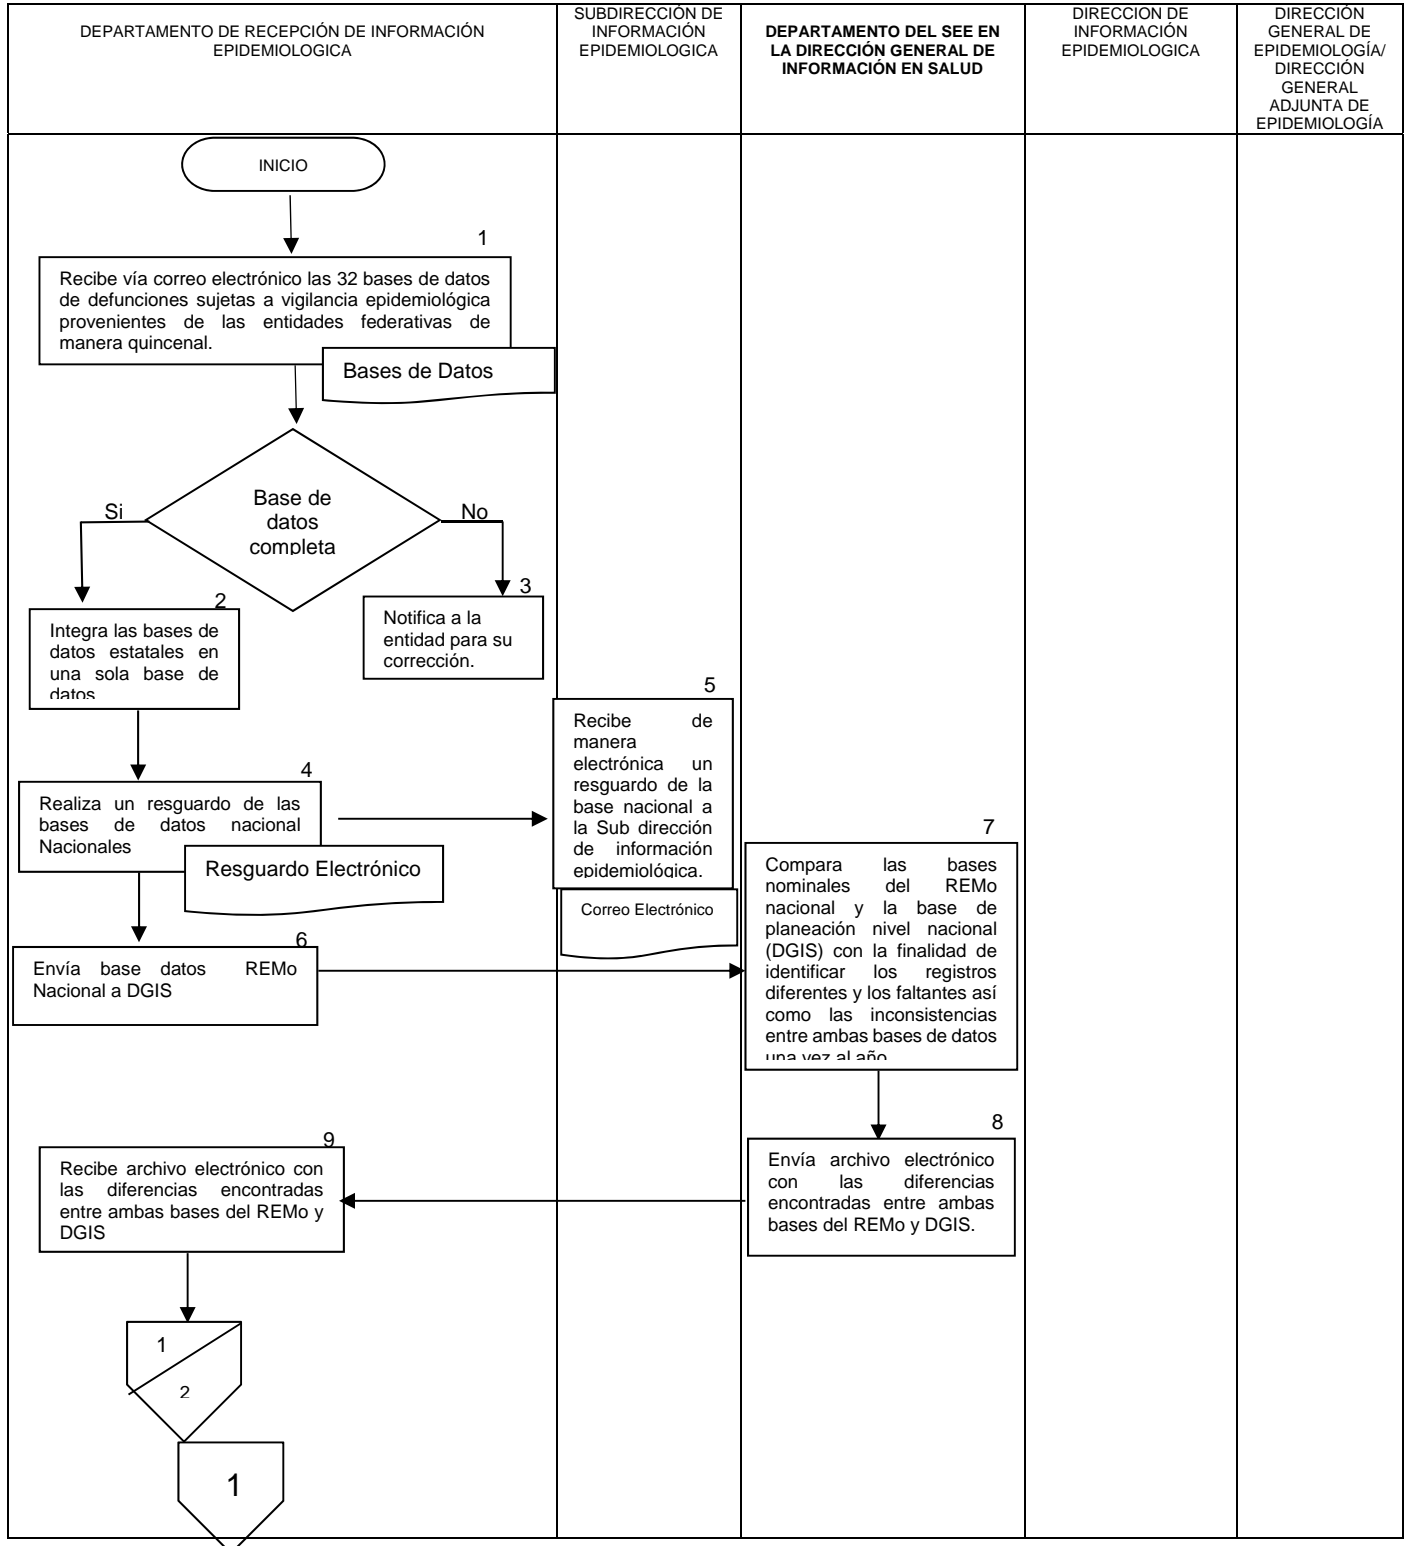 DEPARTAMENTO DE RECEPCIÓN DE INFORMACIÓN
EPIDEMIOLOGICA
SUBDIRECCIÓN DE
INFORMACIÓN
EPIDEMIOLOGICA
DEPARTAMENTO DEL SEE EN
LA DIRECCIÓN GENERAL DE
INFORMACIÓN EN SALUD
DIRECCION DE
INFORMACIÓN
EPIDEMIOLOGICA
DIRECCIÓN
GENERAL DE
EPIDEMIOLOGÍA/
DIRECCIÓN
GENERAL
ADJUNTA DE
EPIDEMIOLOGÍA
INICIO
1
Recibe vía correo electrónico las 32 bases de datos
de defunciones sujetas a vigilancia epidemiológica
provenientes de las entidades federativas de
manera quincenal.
Bases de Datos
Base de
datos
completa
Si
No
2
Integra las bases de
datos estatales en
una sola base de
datos
3
Notifica a la
entidad para su
corrección.
4
Realiza un resguardo de las
bases de datos nacional
Nacionales
Resguardo Electrónico
5
Recibe de
manera
electrónica un
resguardo de la
base nacional a
la Sub dirección
de información
epidemiológica.
Correo Electrónico
6
Envía base datos REMo
Nacional a DGIS
7
Compara las bases
nominales del REMo
nacional y la base de
planeación nivel nacional
(DGIS) con la finalidad de
identificar los registros
diferentes y los faltantes así
como las inconsistencias
entre ambas bases de datos
una vez al año
8
Envía archivo electrónico
con las diferencias
encontradas entre ambas
bases del REMo y DGIS.
9
Recibe archivo electrónico con
las diferencias encontradas
entre ambas bases del REMo y
DGIS
1
2
1